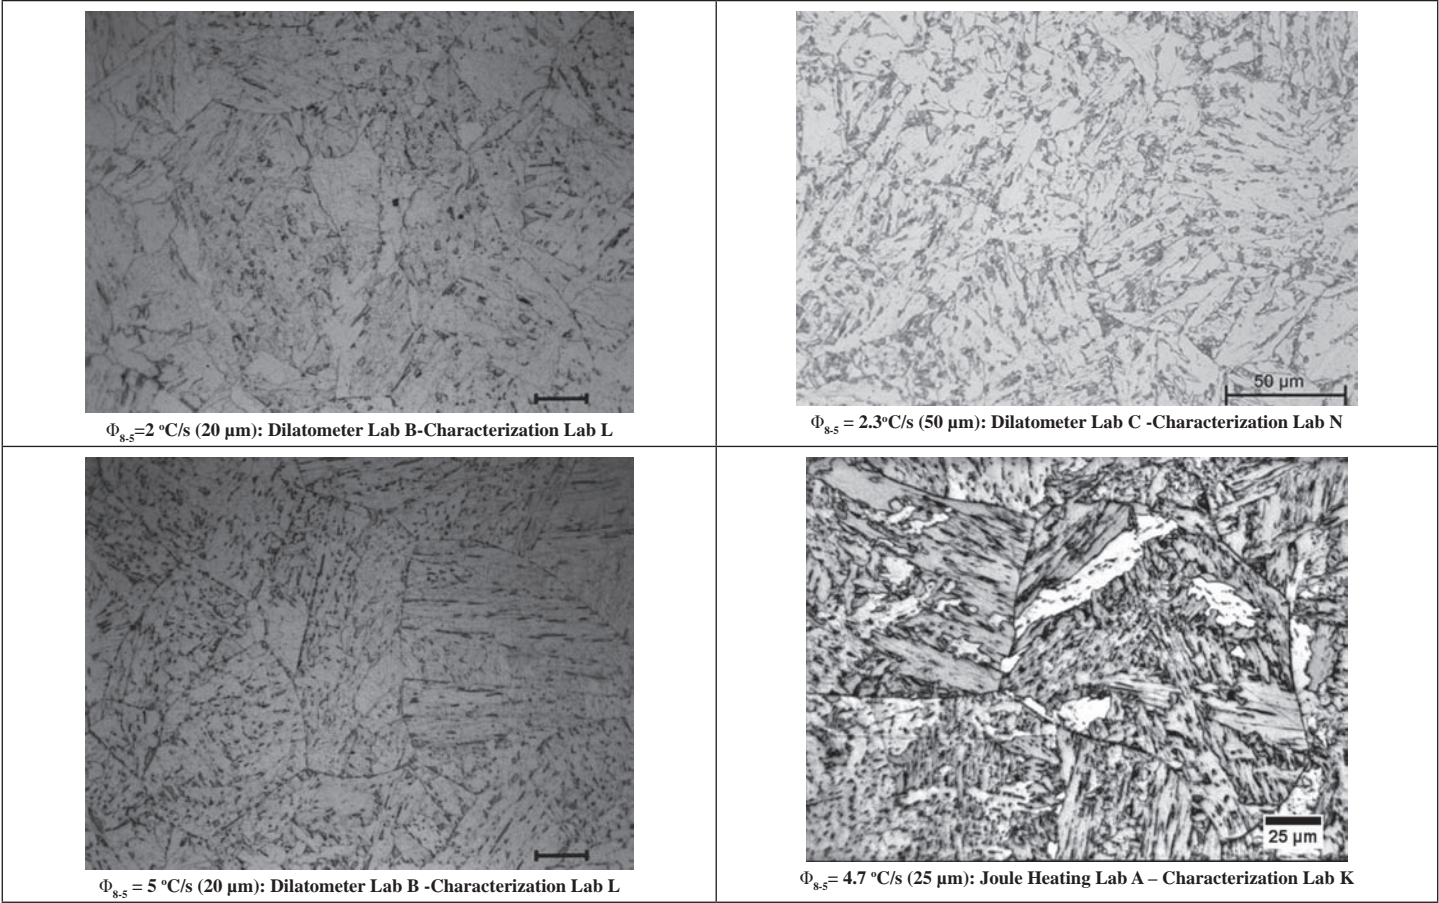 50 µm
Φ8-5=2 ºC/s (20 µm): Dilatometer Lab B-Characterization Lab L
Φ8-5 = 2.3ºC/s (50 µm): Dilatometer Lab C -Characterization Lab N
25 µm
Φ8-5 = 5 ºC/s (20 µm): Dilatometer Lab B -Characterization Lab L
Φ8-5= 4.7 ºC/s (25 µm): Joule Heating Lab A – Characterization Lab K